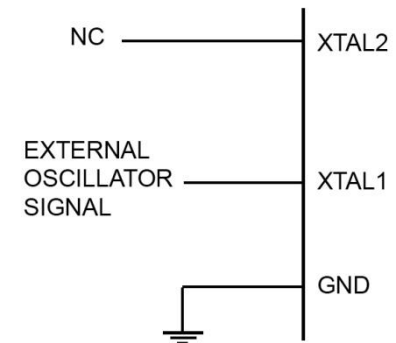 NC
XTAL2
EXTERNAL
OSCILLATOR
SIGNAL
XTAL1
GND